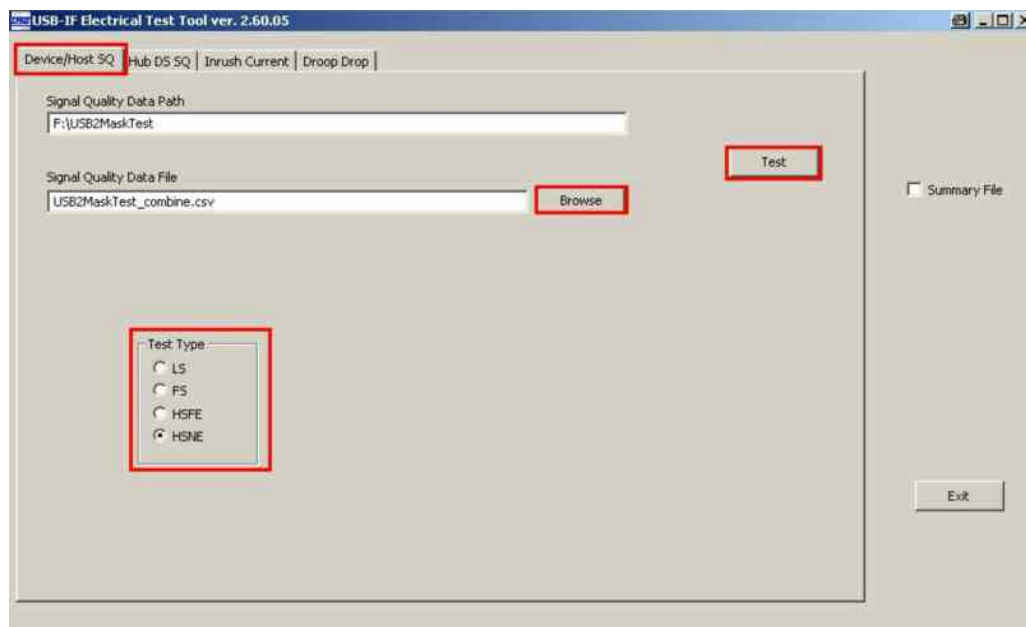 USB-IF Electrical Test Tool ver. 2.60.05
Device/Host SQ Hub DS SQ Inrush Current Droop Drop
Signal Quality Data Path
F:\USB2MaskTest
Test
Signal Quality Data File
USB2MaskTest_combine.csv
Browse
Summary File
Test Type
LS
FS
HSFE
HSNE
Exit